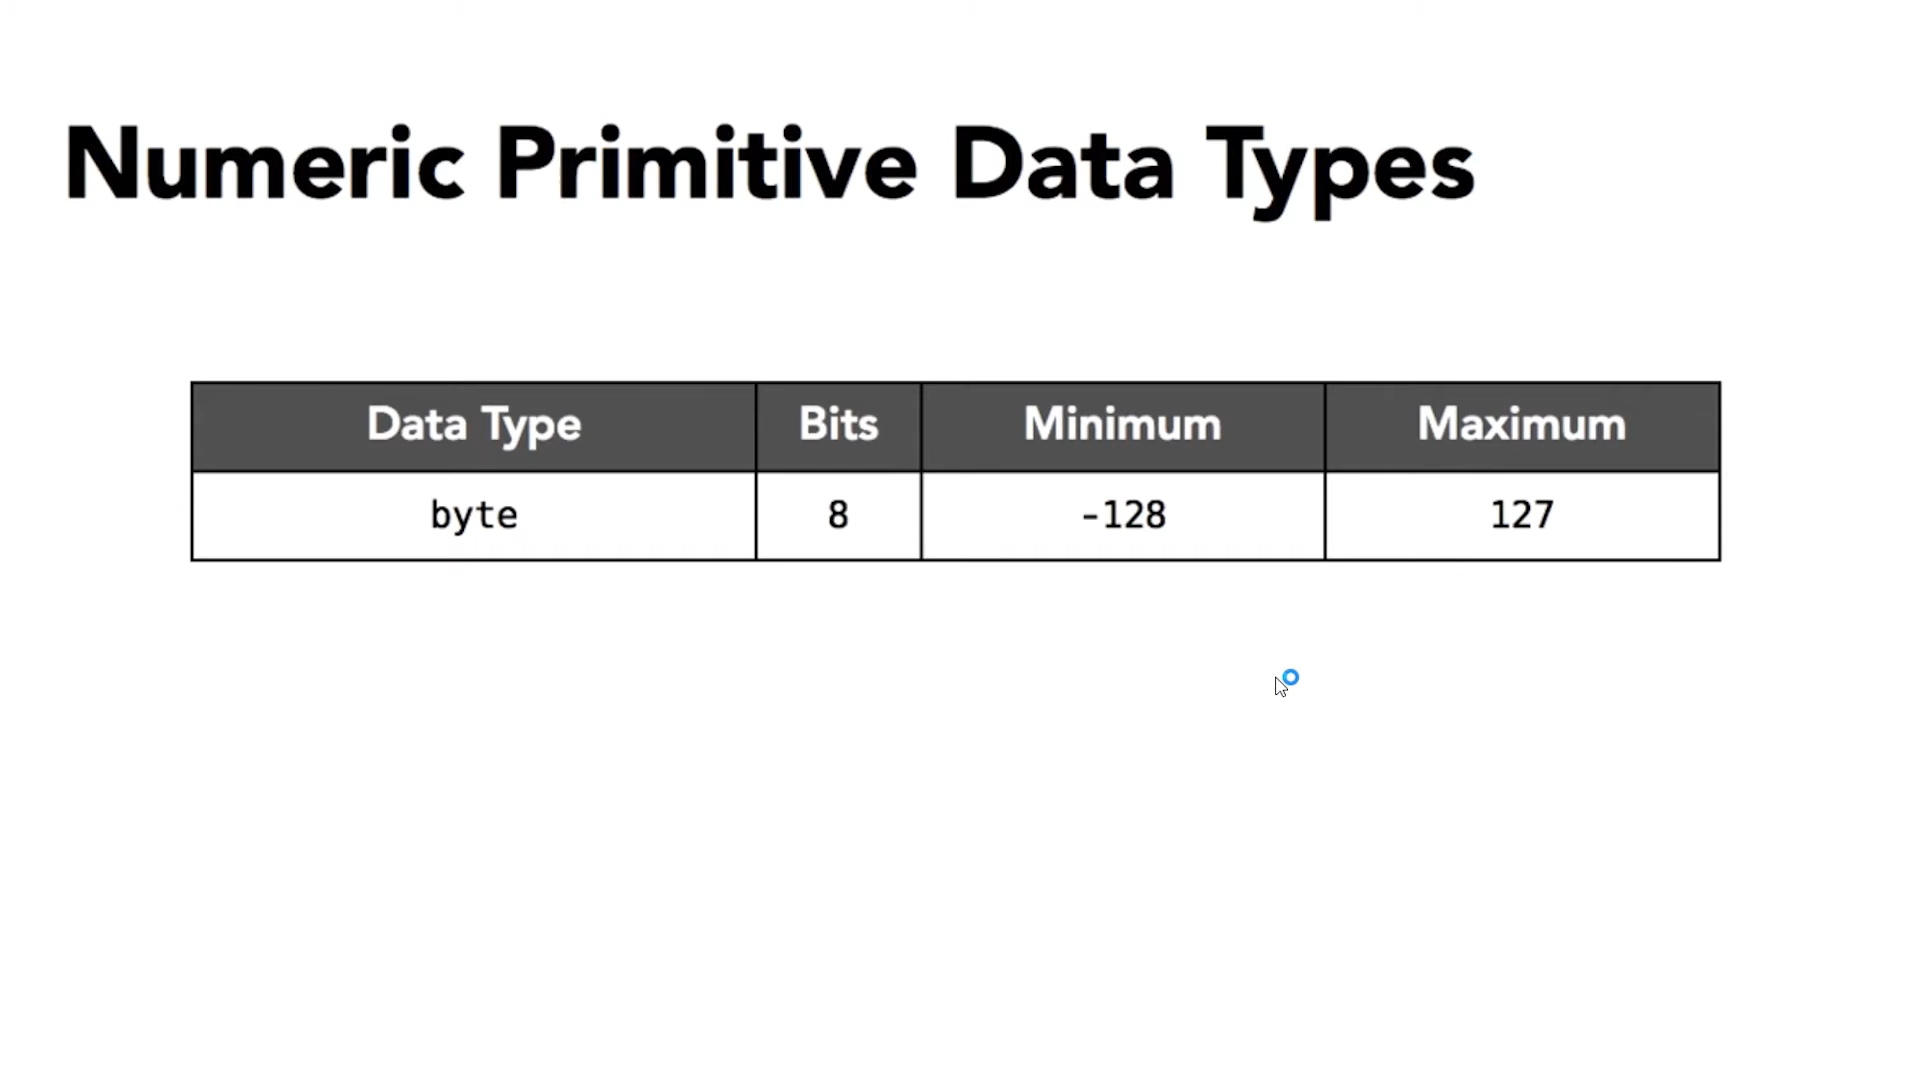 Numeric Primitive Data Types
Data Type Bits Minimum Maximum
byte 8 -128 127